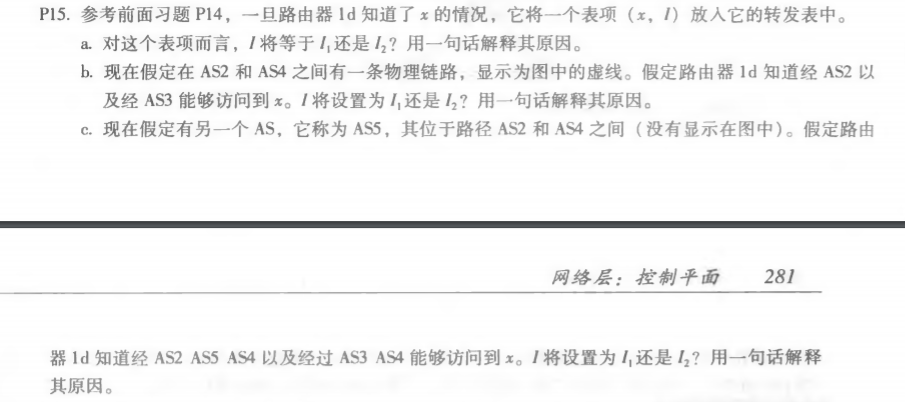 P15. 参考前面习题 P14，一旦路由器 1d 知道了 x 的情况，它将一个表项（x，I）放入它的转发表中。
a. 对这个表项而言，I 将等于 I₁还是 I₂？用一句话解释其原因。
b. 现在假定在 AS2 和 AS4 之间有一条物理链路，显示为图中的虚线。假定路由器 1d 知道经 AS2 以
及经 AS3 能够访问到 x。I 将设置为 I₁还是 I₂？用一句话解释其原因。
c. 现在假定有另一个 AS，它称为 AS5，其位于路径 AS2 和 AS4 之间（没有显示在图中）。假定路由
网络层：控制平面 281
器 1d 知道经 AS2 AS5 AS4 以及经过 AS3 AS4 能够访问到 x。I 将设置为 I₁还是 I₂？用一句话解释
其原因。